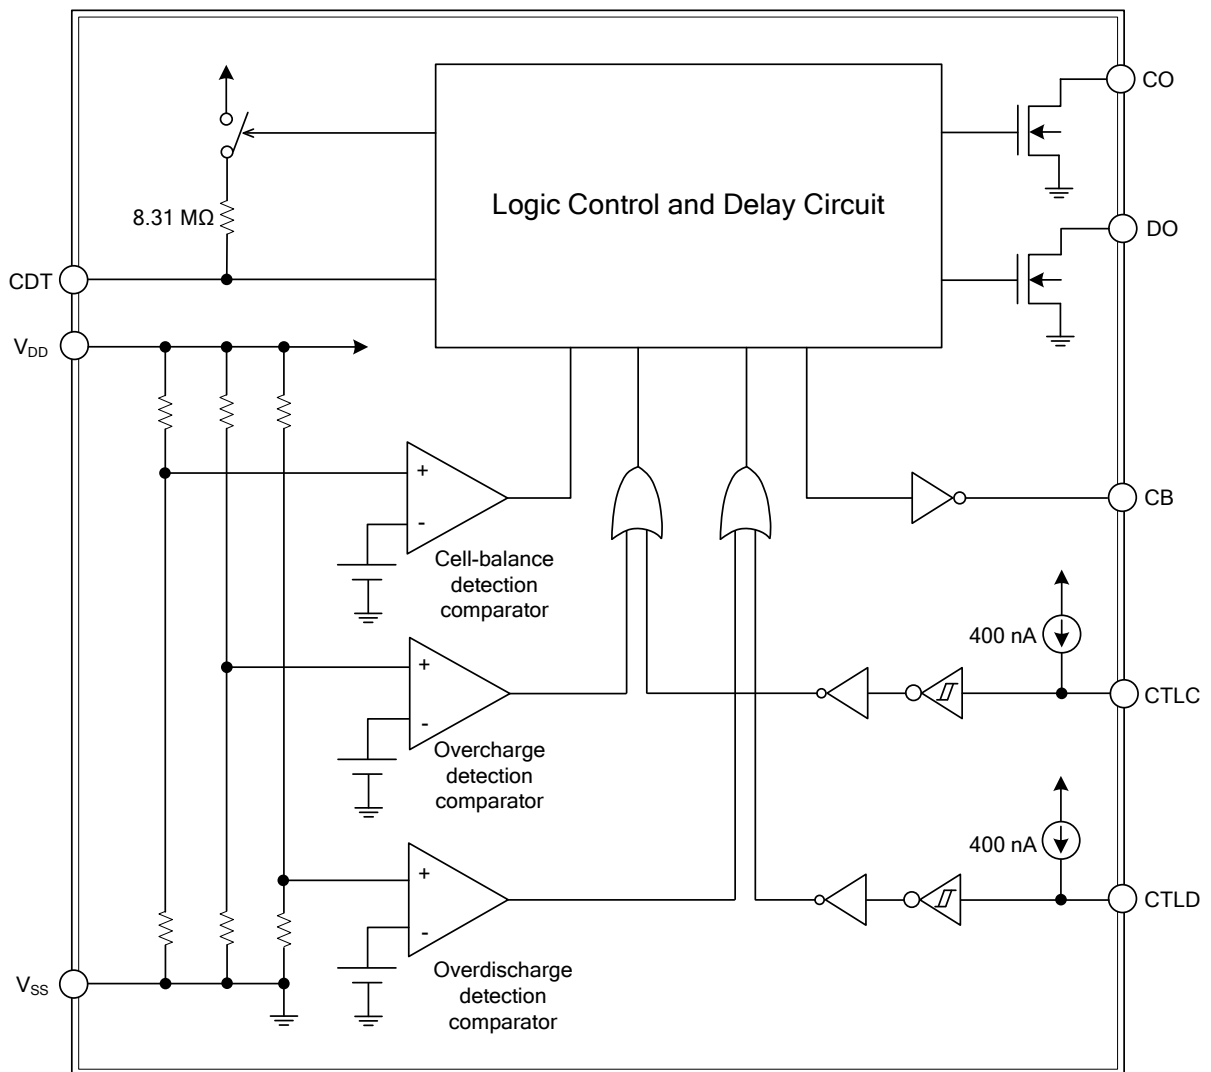 CO
Logic Control and Delay Circuit
8.31 MΩ
DO
CDT
VDD
+
-
CB
Cell-balance
detection
comparator
400 nA
+
-
CTLC
Overcharge
detection
comparator
400 nA
+
-
CTLD
Overdischarge
detection
comparator
VSS